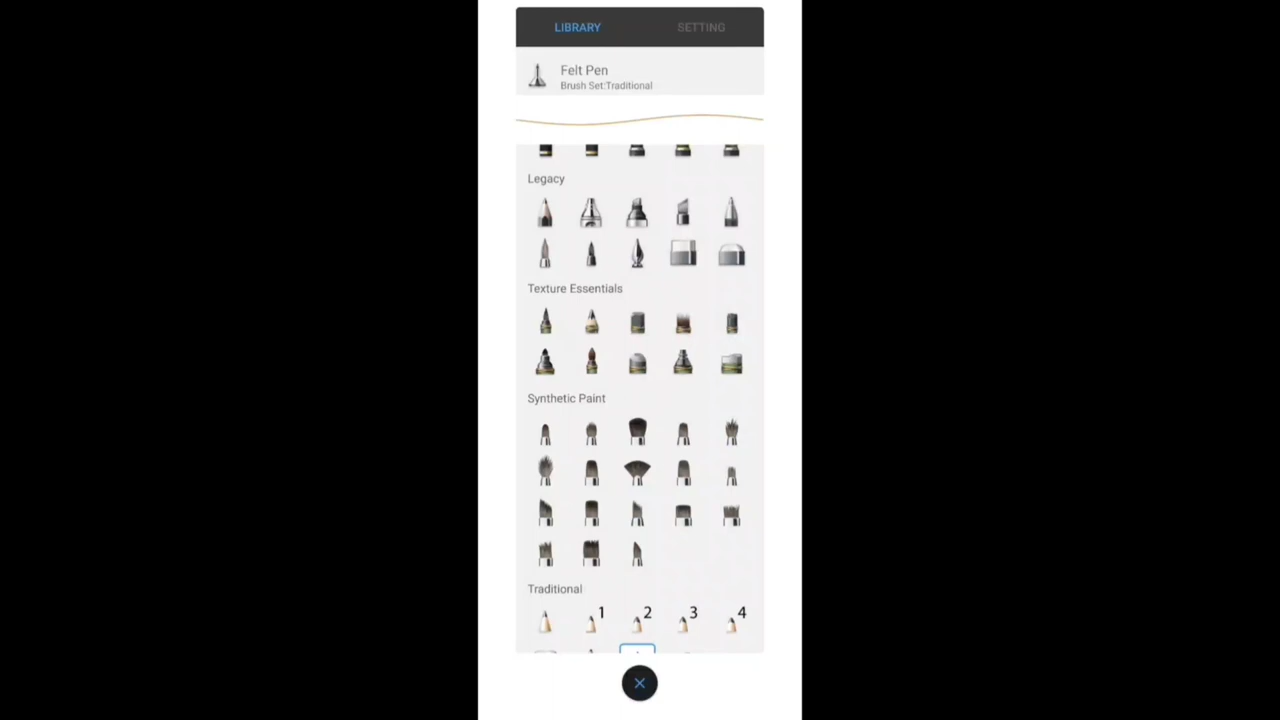 LIBRARY SETTING
Felt Pen
Brush Set:Traditional
Legacy
Texture Essentials
Synthetic Paint
Traditional
1 2 3 4